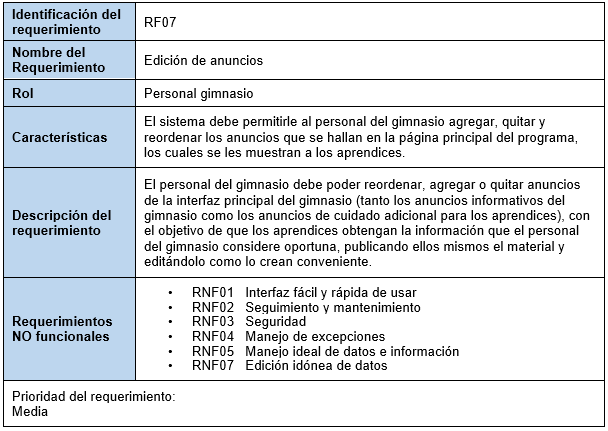 Identificación del
requerimiento
RF07
Nombre del
Requerimiento
Edición de anuncios
Rol
Personal gimnasio
Características
El sistema debe permitirle al personal del gimnasio agregar, quitar y
reordenar los anuncios que se hallan en la página principal del programa,
los cuales se les muestran a los aprendices.
Descripción del
requerimiento
El personal del gimnasio debe poder reordenar, agregar o quitar anuncios
de la interfaz principal del gimnasio (tanto los anuncios informativos del
gimnasio como los anuncios de cuidado adicional para los aprendices), con
el objetivo de que los aprendices obtengan la información que el personal
del gimnasio considere oportuna, publicando ellos mismos el material y
editándolo como lo crean conveniente.
Requerimientos
NO funcionales
• RNF01 Interfaz fácil y rápida de usar
• RNF02 Seguimiento y mantenimiento
• RNF03 Seguridad
• RNF04 Manejo de excepciones
• RNF05 Manejo ideal de datos e información
• RNF07 Edición idónea de datos
Prioridad del requerimiento:
Media